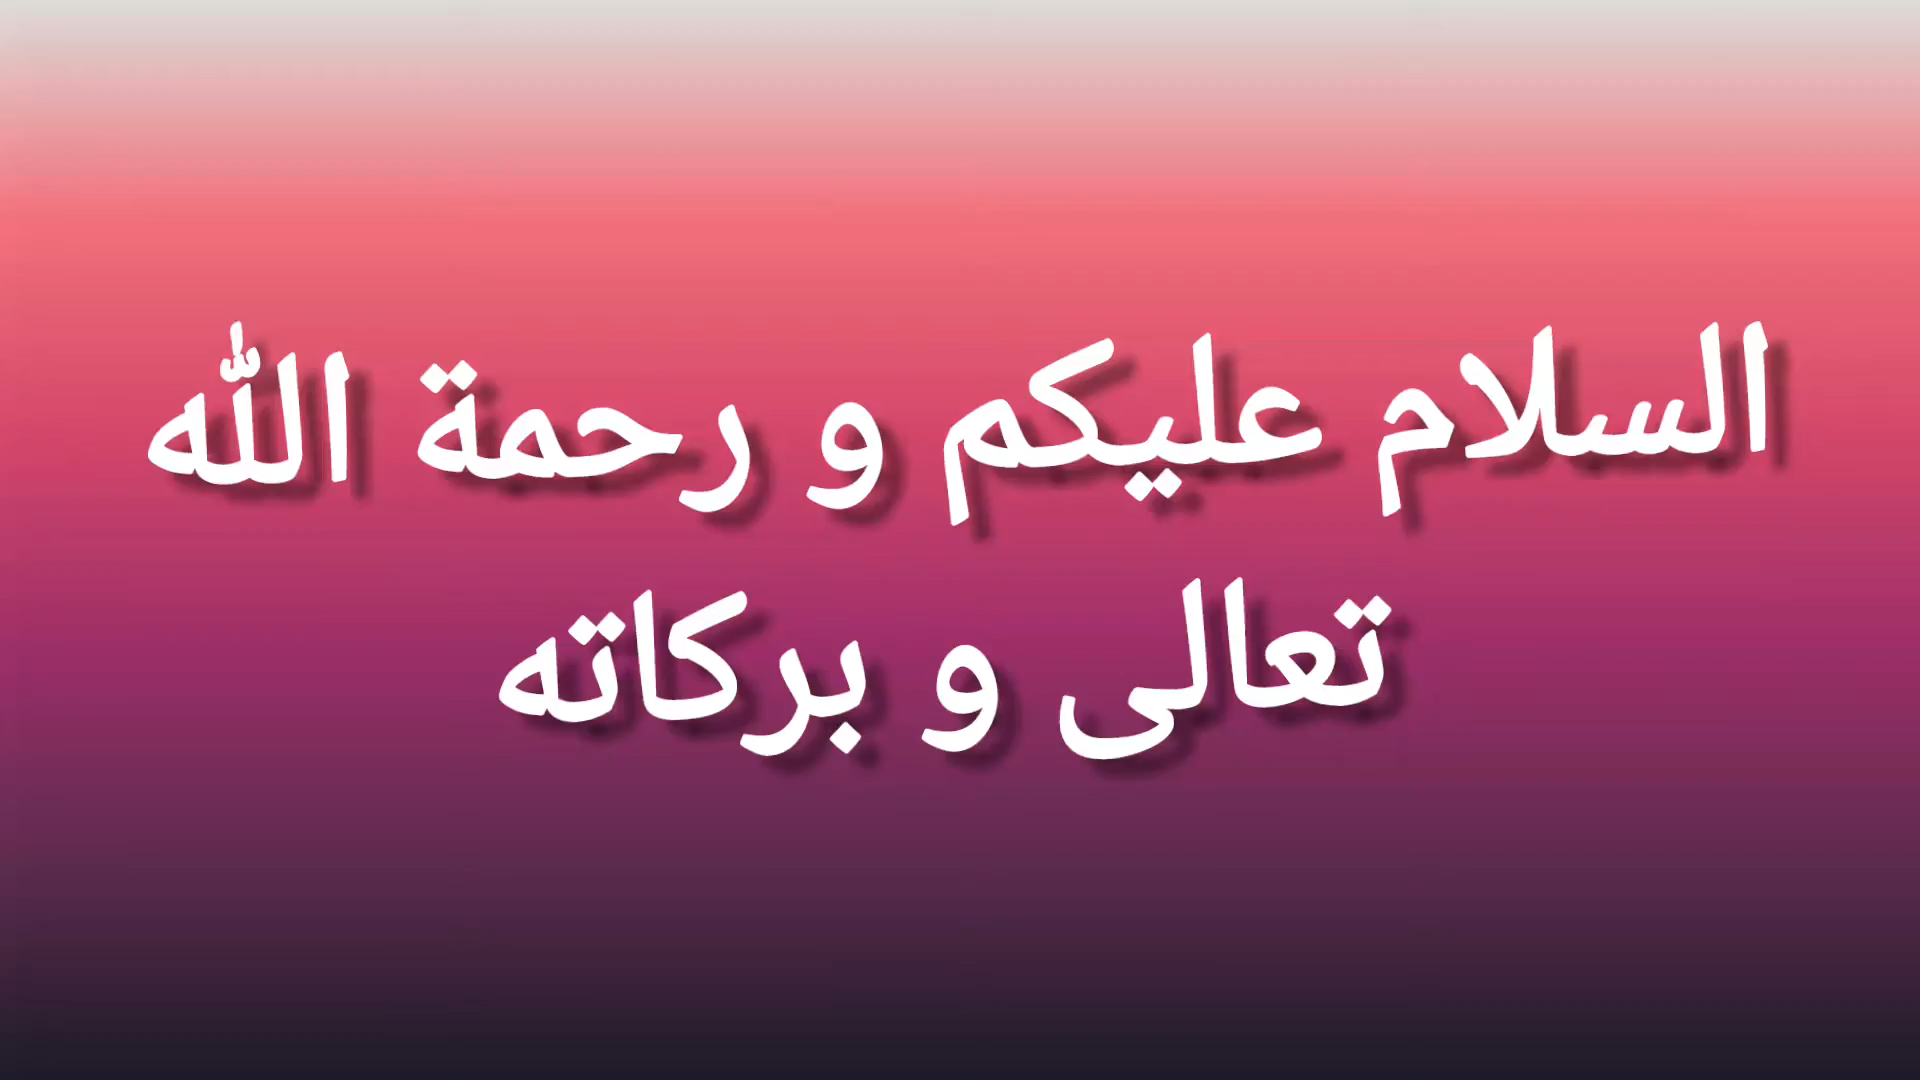 السلام عليكم و رحمة الله
تعالى و بركاته